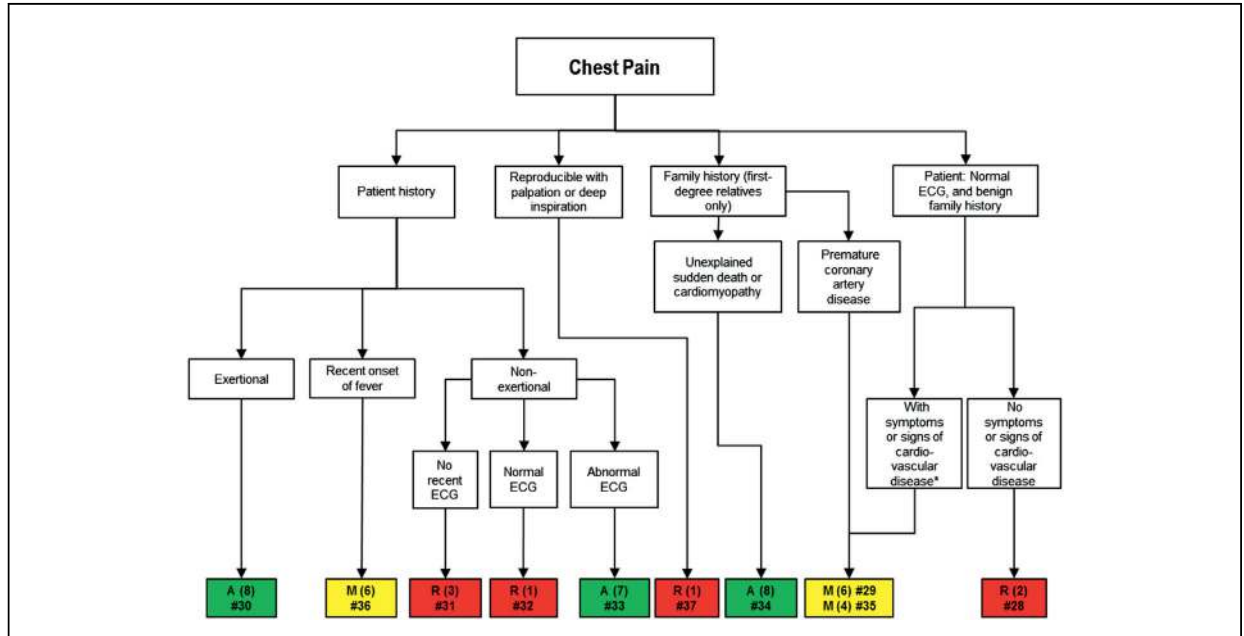 Chest Pain
Patient history
Reproducible with
palpation or deep
inspiration
Family history (first-
degree relatives
only)
Patient: Normal
ECG, and benign
family history
Unexplained
sudden death or
cardiomyopathy
Premature
coronary
artery
disease
Exertional
Recent onset
of fever
Non-
exertional
With
symptoms
or signs of
cardio-
vascular
disease*
No
symptoms
or signs of
cardio-
vascular
disease
No
recent
ECG
Normal
ECG
Abnormal
ECG
A (8)
#30
M (6)
#36
R (3)
#31
R (1)
#32
A (7)
#33
R (1)
#37
A (8)
#34
M (6) #29
M (4) #35
R (2)
#28